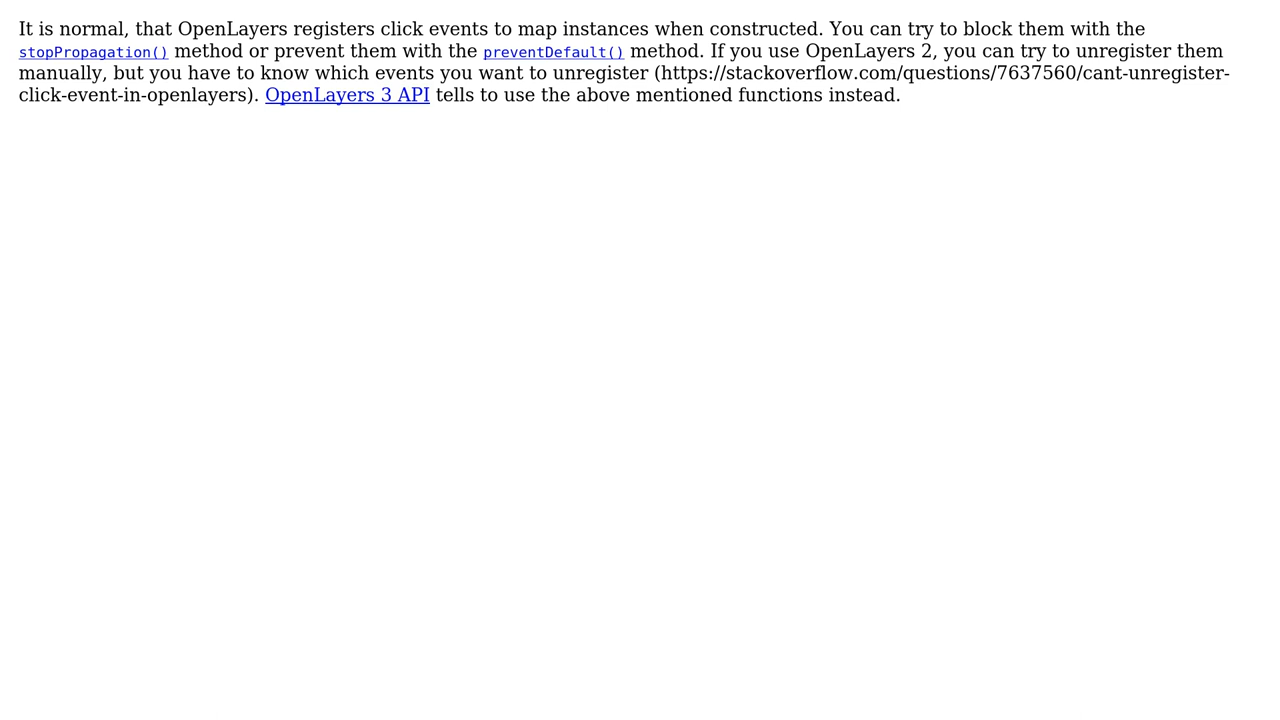 It is normal, that OpenLayers registers click events to map instances when constructed. You can try to block them with the
stopPropagation() method or prevent them with the preventDefault() method. If you use OpenLayers 2, you can try to unregister them
manually, but you have to know which events you want to unregister (https://stackoverflow.com/questions/7637560/cant-unregister-
click-event-in-openlayers). OpenLayers 3 API tells to use the above mentioned functions instead.